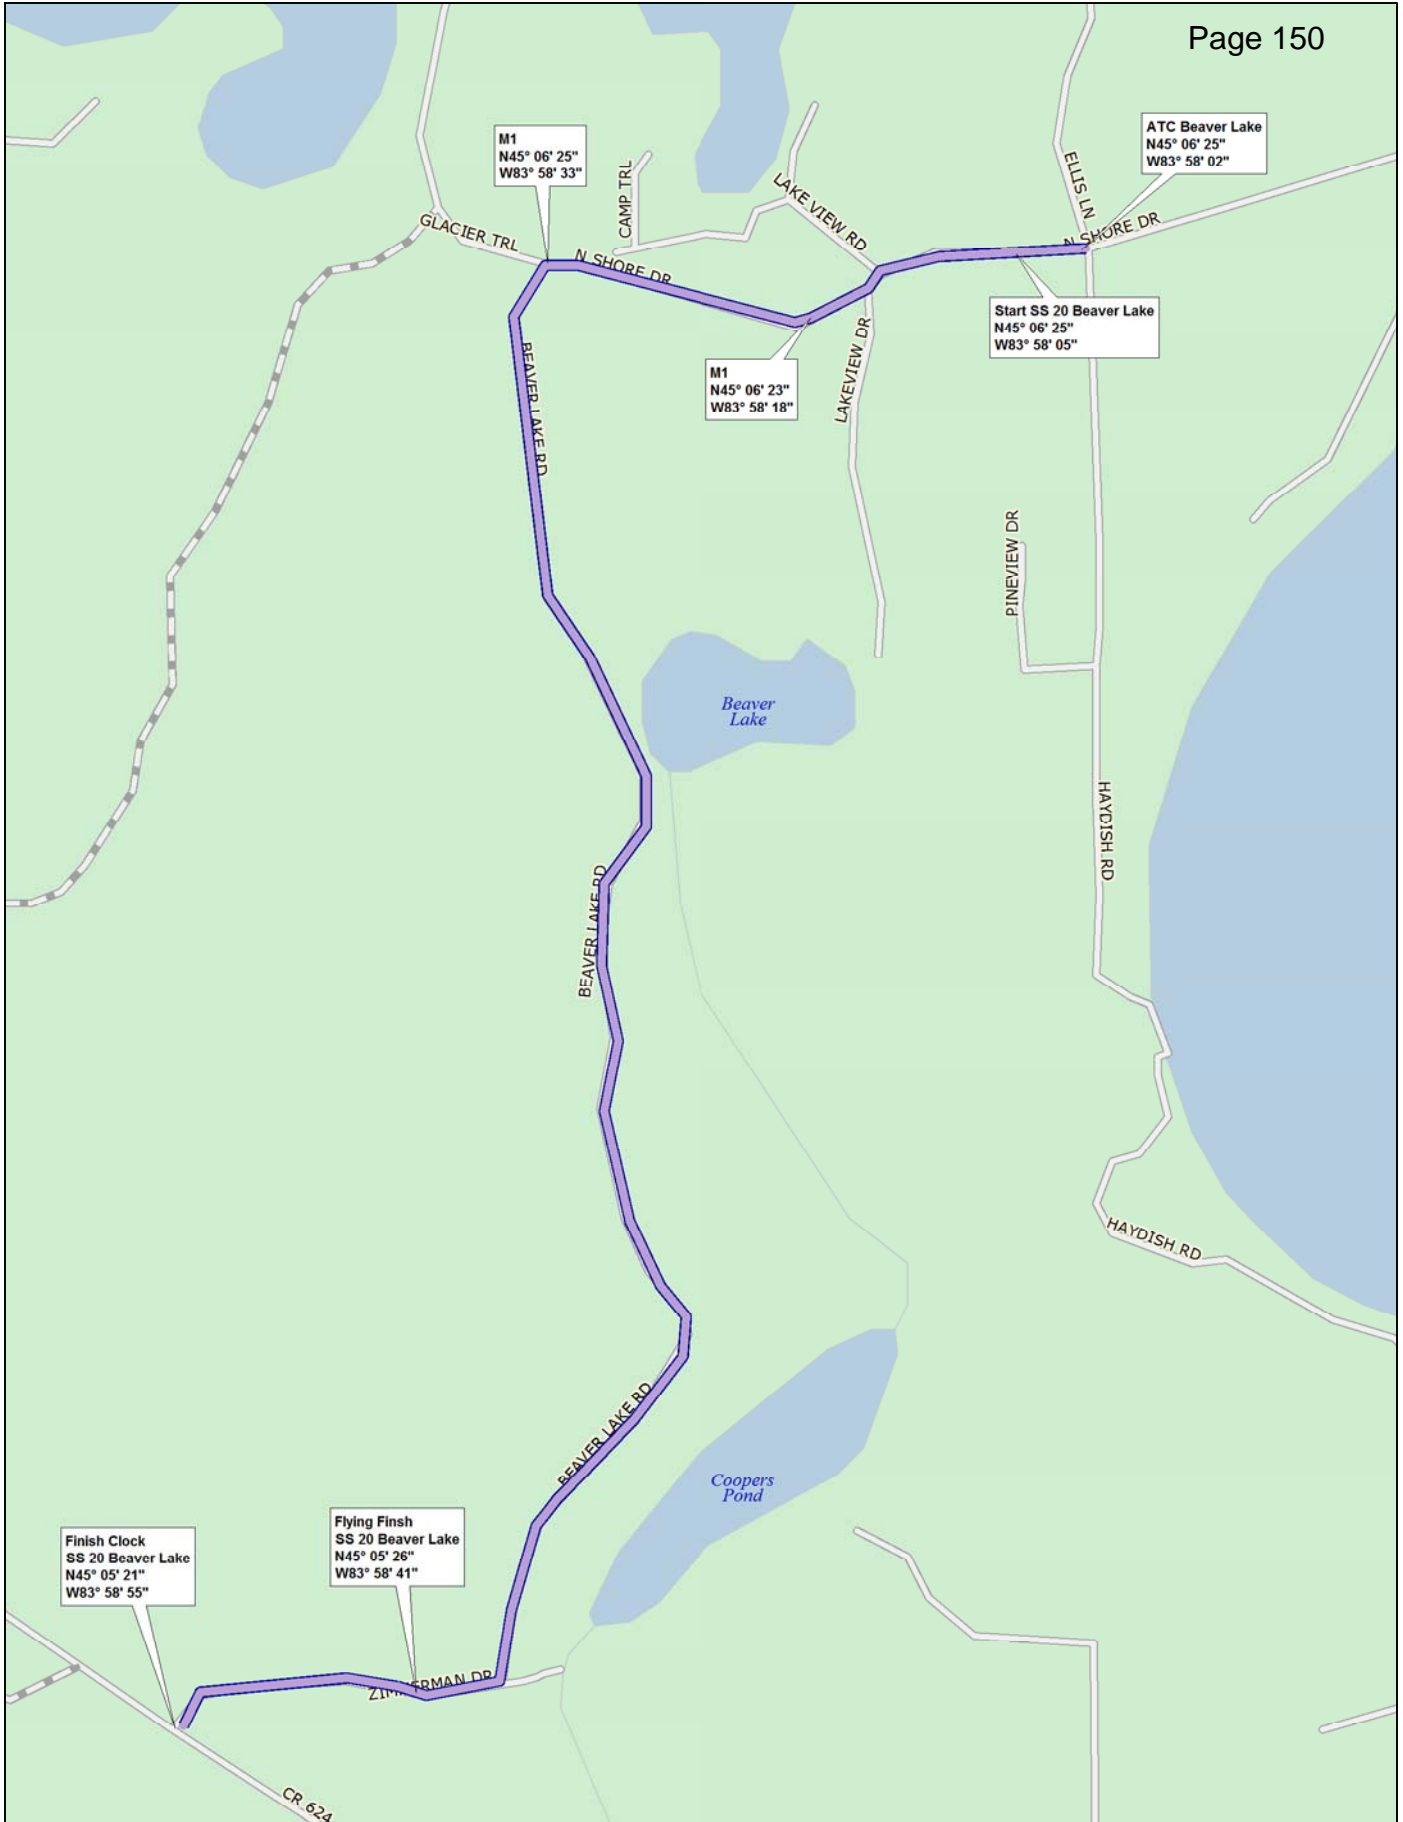 Page 150
ATC Beaver Lake
N45° 06' 25"
W83° 58' 02"
M1
N45° 06' 25"
W83° 58' 33"
ELLIS LN
CAMP TRL
LAKE VIEW RD
GLACIER TRL
N SHORE DR
N SHORE DR
Start SS 20 Beaver Lake
N45° 06' 25"
W83° 58' 05"
M1
N45° 06' 23"
W83° 58' 18"
LAKEVIEW DR
BEAVER LAKE RD
PINEVIEW DR
Beaver
Lake
HAYDISH RD
BEAVER LAKE RD
HAYDISH RD
BEAVER LAKE RD
Coopers
Pond
Flying Finsh
SS 20 Beaver Lake
N45° 05' 26"
W83° 58' 41"
Finish Clock
SS 20 Beaver Lake
N45° 05' 21"
W83° 58' 55"
ZIMMERMAN DR
CR 624